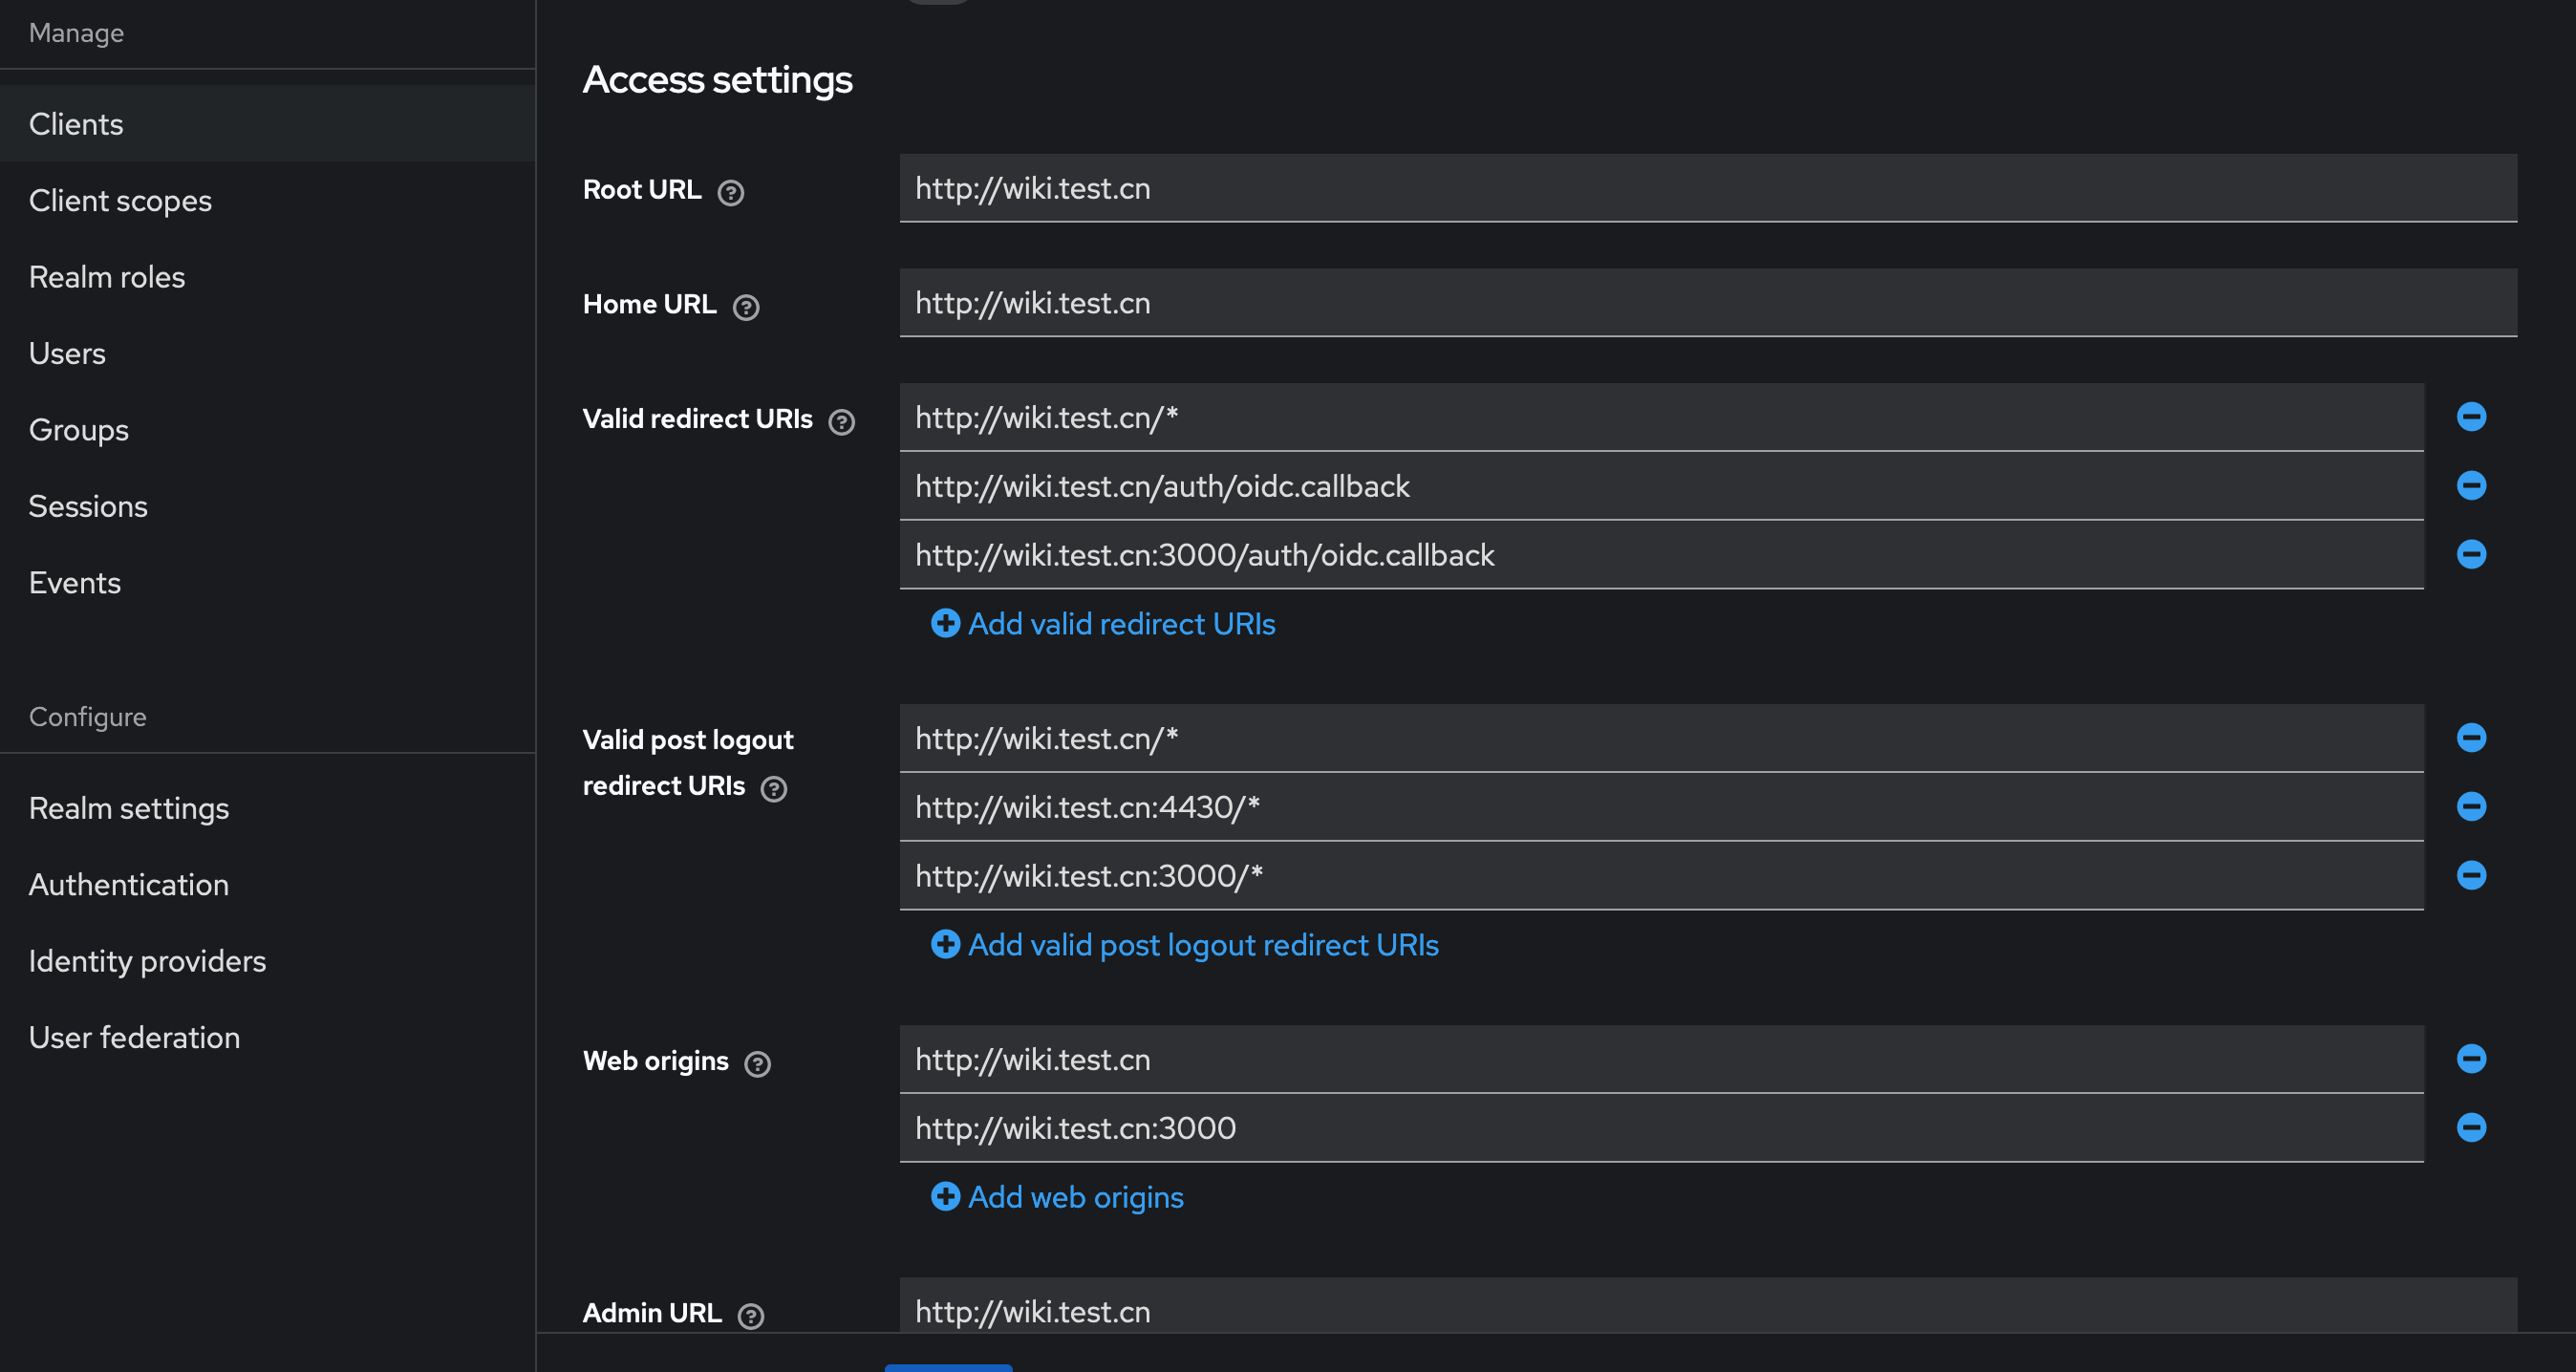 Manage
Clients
Client scopes
Realm roles
Users
Groups
Sessions
Events
Configure
Realm settings
Authentication
Identity providers
User federation
Access settings
Root URL
http://wiki.test.cn
Home URL
http://wiki.test.cn
Valid redirect URIs
http://wiki.test.cn/*
http://wiki.test.cn/auth/oidc.callback
http://wiki.test.cn:3000/auth/oidc.callback
Add valid redirect URIs
Valid post logout
redirect URIs
http://wiki.test.cn/*
http://wiki.test.cn:4430/*
http://wiki.test.cn:3000/*
Add valid post logout redirect URIs
Web origins
http://wiki.test.cn
http://wiki.test.cn:3000
Add web origins
Admin URL
http://wiki.test.cn